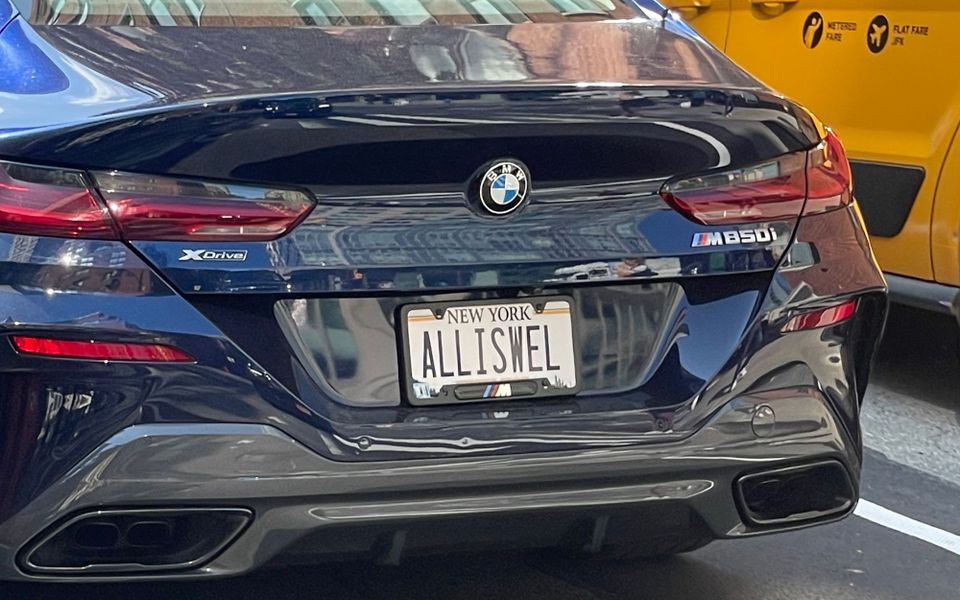 METERED
FARE
FLAT FARE
JFK
BMW
XDrive
M850i
NEW YORK
ALLISWEL
M